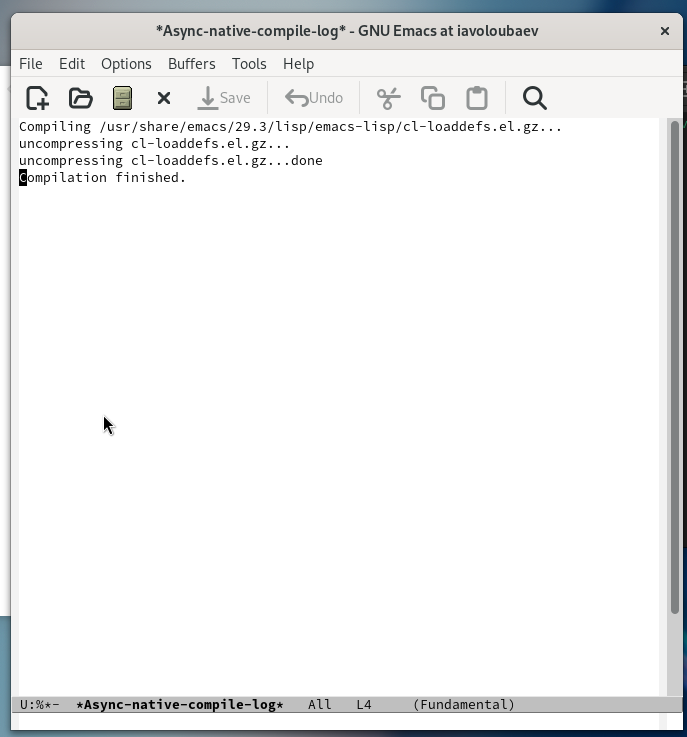 *Async-native-compile-log* - GNU Emacs at iavoloubaev
File Edit Options Buffers Tools Help
Save Undo
Compiling /usr/share/emacs/29.3/lisp/emacs-lisp/cl-loaddefs.el.gz...
uncompressing cl-loaddefs.el.gz...
uncompressing cl-loaddefs.el.gz...done
Compilation finished.
U:%*- *Async-native-compile-log* All L4 (Fundamental)